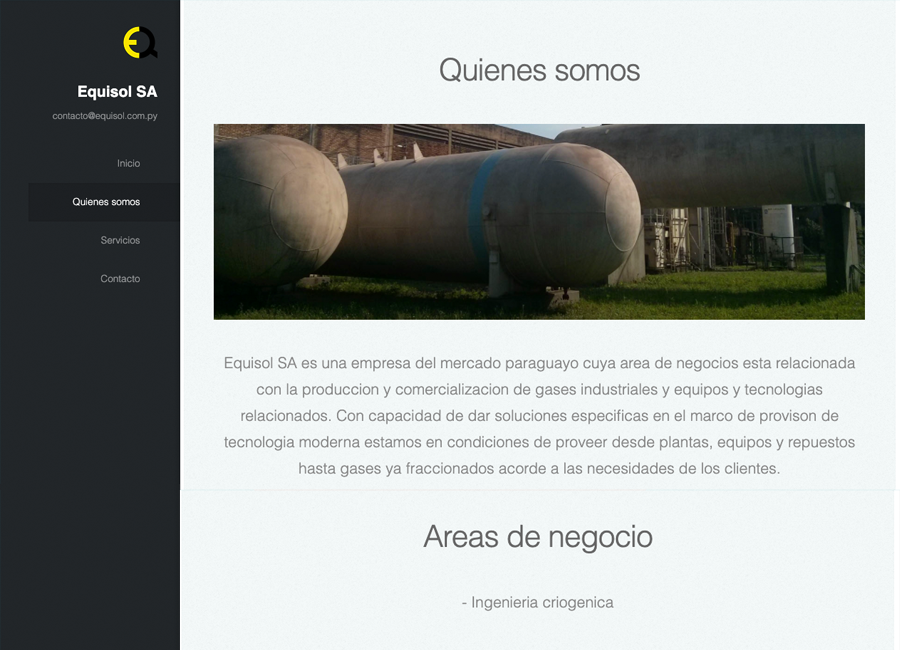 EQ
Equisol SA
contacto@equisol.com.py
Inicio
Quienes somos
Servicios
Contacto
Quienes somos
Equisol SA es una empresa del mercado paraguayo cuya area de negocios esta relacionada
con la produccion y comercializacion de gases industriales y equipos y tecnologias
relacionados. Con capacidad de dar soluciones especificas en el marco de provison de
tecnologia moderna estamos en condiciones de proveer desde plantas, equipos y repuestos
hasta gases ya fraccionados acorde a las necesidades de los clientes.
Areas de negocio
- Ingenieria criogenica